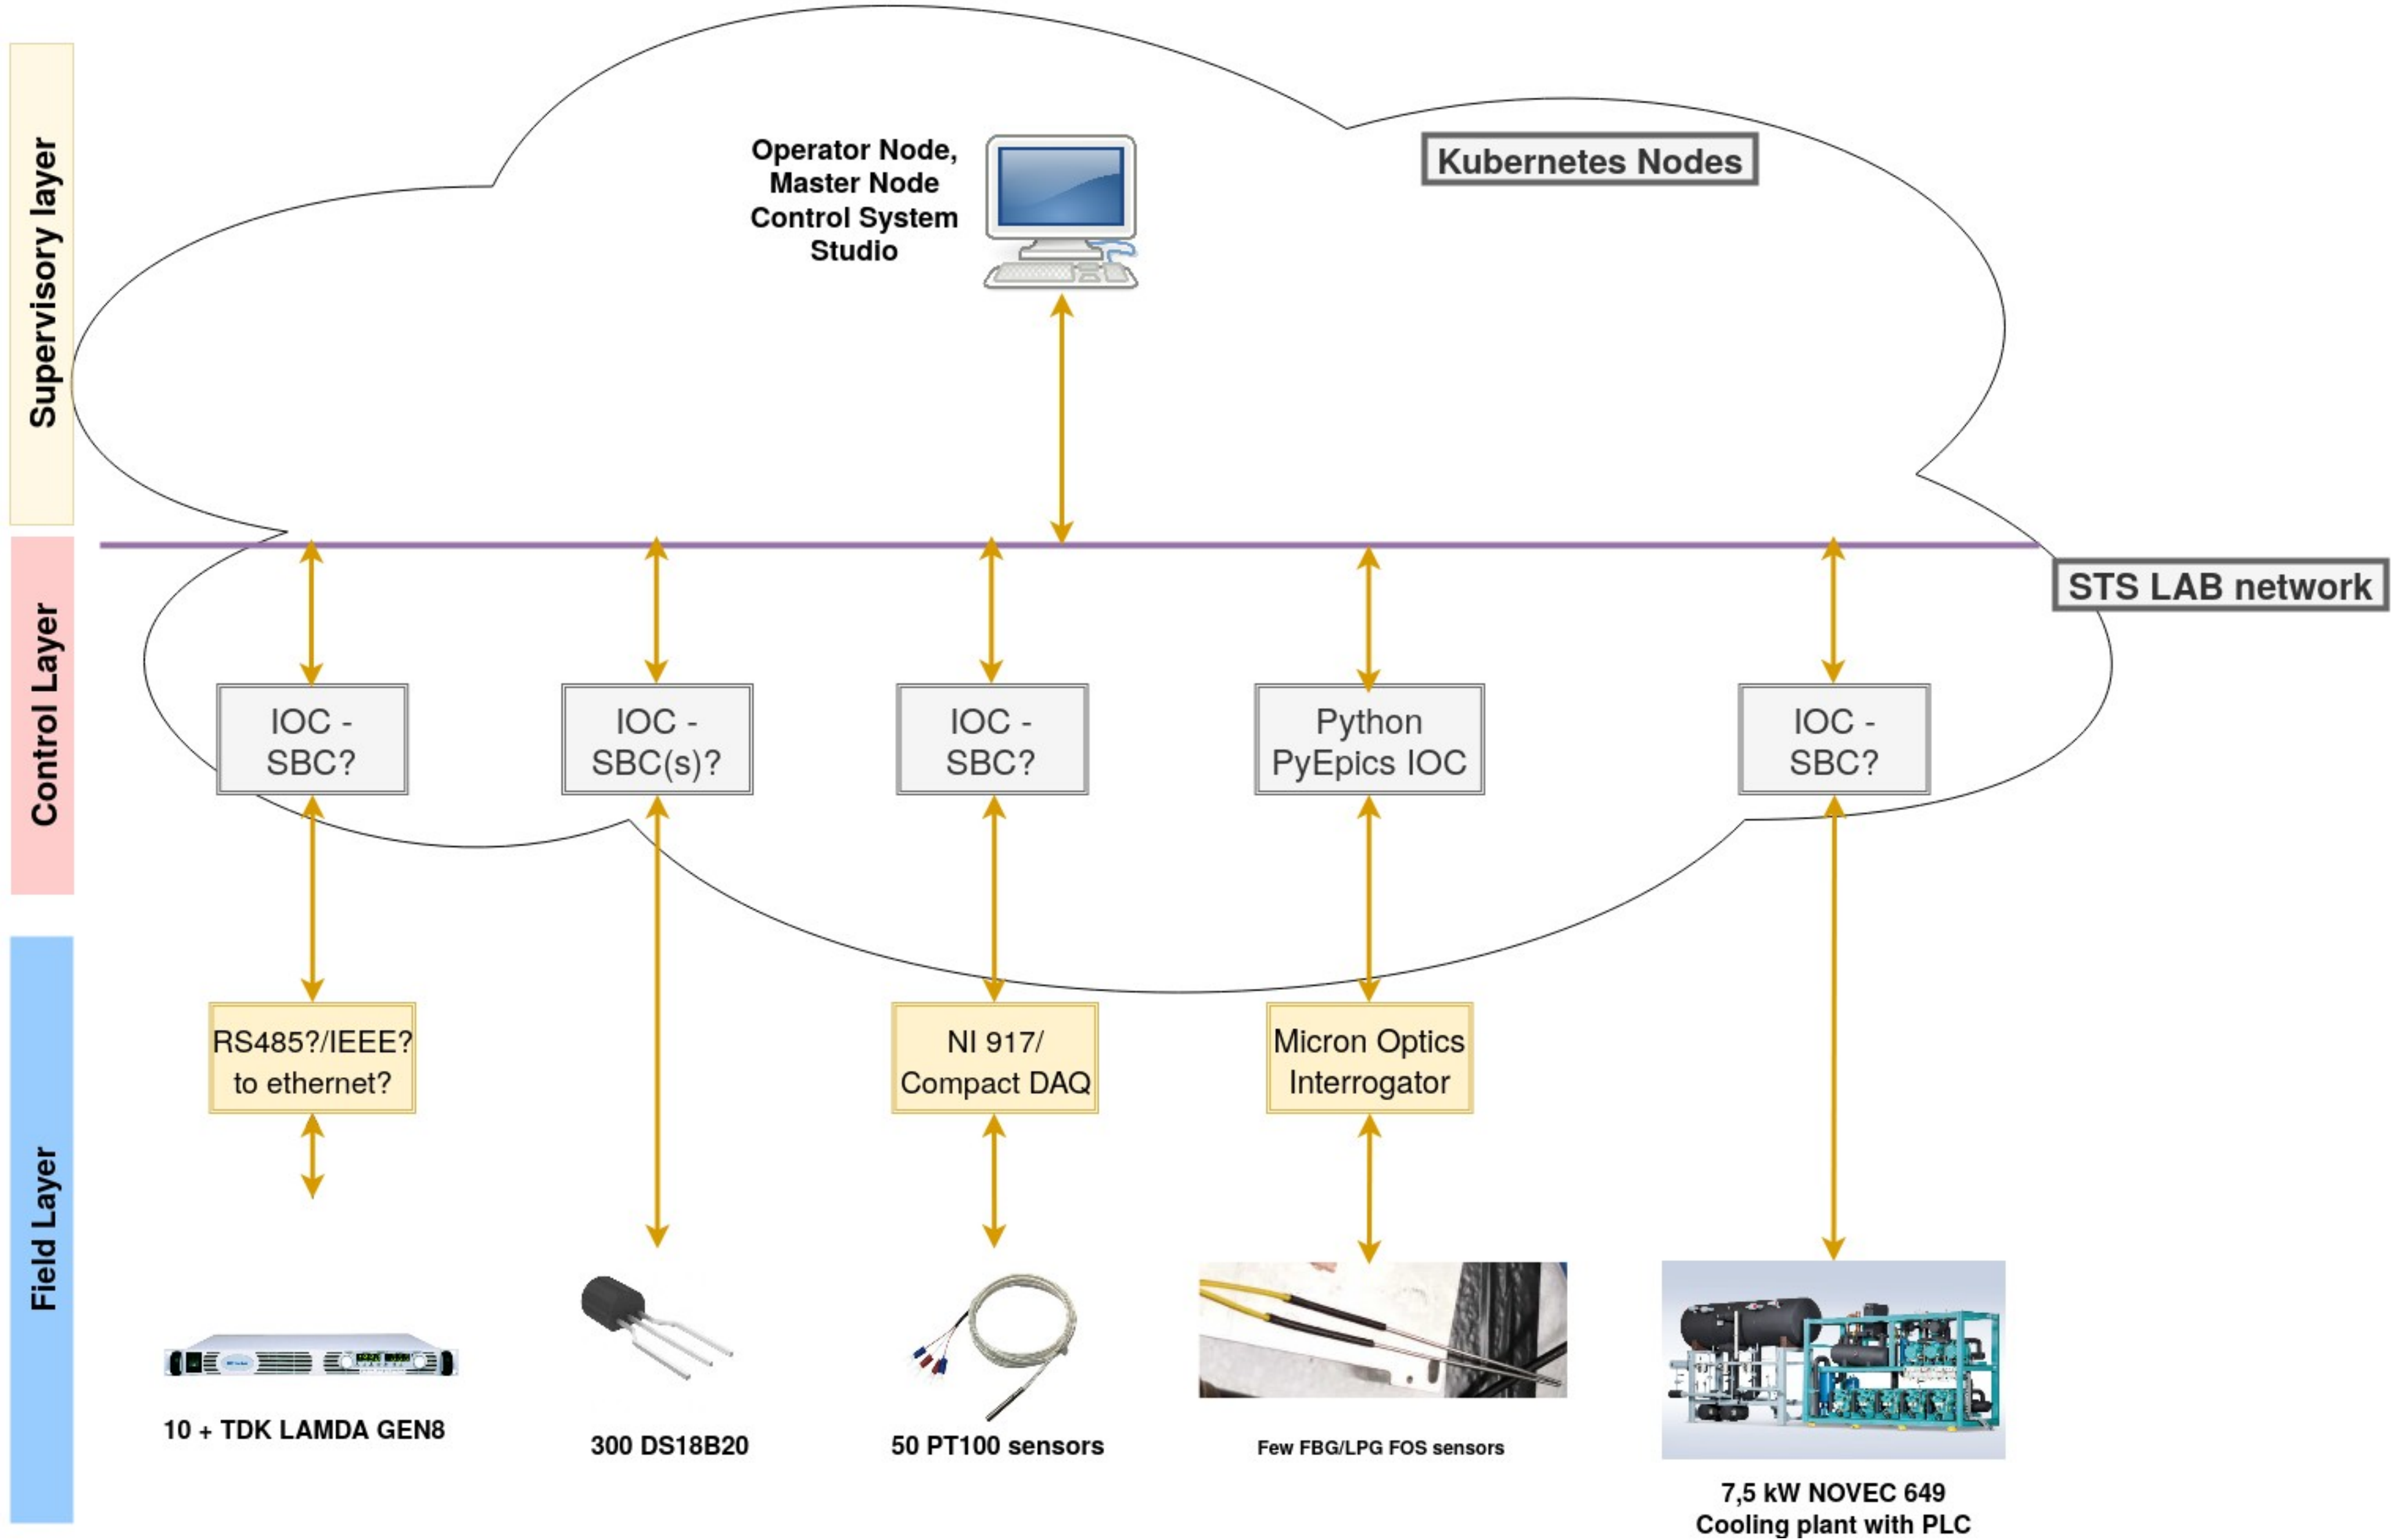 Supervisory layer
Operator Node,
Master Node
Control System
Studio
Kubernetes Nodes
STS LAB network
Control Layer
IOC -
SBC?
IOC -
SBC(s)?
IOC -
SBC?
Python
PyEpics IOC
IOC -
SBC?
Field Layer
RS485?/IEEE?
to ethernet?
NI 917/
Compact DAQ
Micron Optics
Interrogator
10 + TDK LAMDA GEN8
300 DS18B20
50 PT100 sensors
Few FBG/LPG FOS sensors
7,5 kW NOVEC 649
Cooling plant with PLC